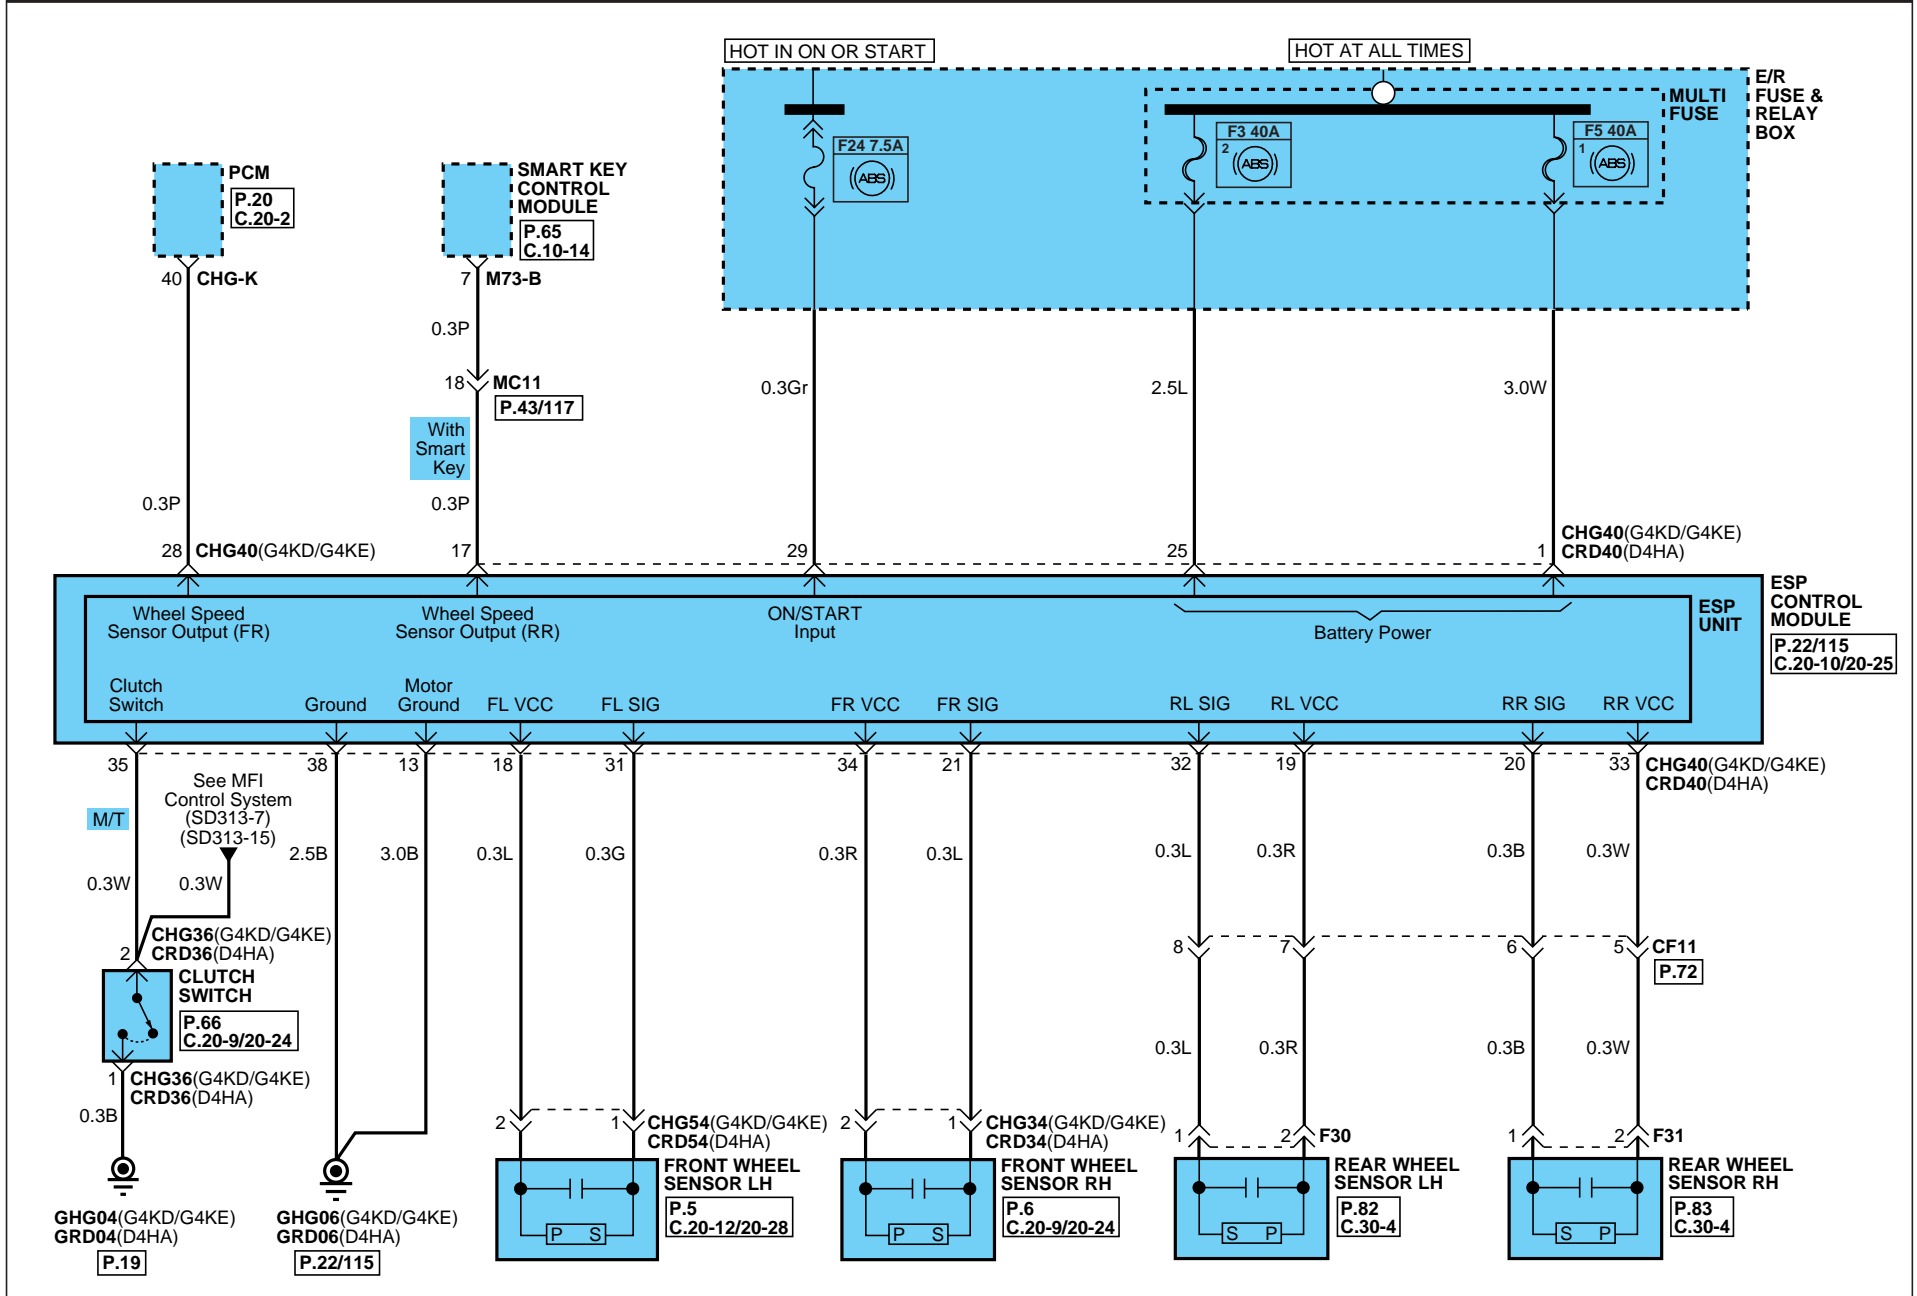 HOT IN ON OR START
HOT AT ALL TIMES
E/R
FUSE &
RELAY
BOX
MULTI
FUSE
F24 7.5A
ABS
F3 40A
2
ABS
F5 40A
1
ABS
PCM
P.20
C.20-2
SMART KEY
CONTROL
MODULE
P.65
C.10-14
40 CHG-K
7 M73-B
0.3P
18 MC11
P.43/117
0.3Gr
2.5L
3.0W
With
Smart
Key
0.3P
0.3P
28 CHG40(G4KD/G4KE)
17
29
25
1
CHG40(G4KD/G4KE)
CRD40(D4HA)
Wheel Speed
Sensor Output (FR)
Wheel Speed
Sensor Output (RR)
ON/START
Input
Battery Power
ESP
UNIT
ESP
CONTROL
MODULE
P.22/115
C.20-10/20-25
Clutch
Switch
Ground
Motor
Ground
FL VCC
FL SIG
FR VCC
FR SIG
RL SIG
RL VCC
RR SIG
RR VCC
35
38
13
18
31
34
21
32
19
20
33
CHG40(G4KD/G4KE)
CRD40(D4HA)
See MFI
Control System
(SD313-7)
(SD313-15)
M/T
0.3W
0.3W
2.5B
3.0B
0.3L
0.3G
0.3R
0.3L
0.3L
0.3R
0.3B
0.3W
2
CHG36(G4KD/G4KE)
CRD36(D4HA)
8
7
6
5
CF11
P.72
CLUTCH
SWITCH
P.66
C.20-9/20-24
0.3L
0.3R
0.3B
0.3W
1
CHG36(G4KD/G4KE)
CRD36(D4HA)
0.3B
2
1
CHG54(G4KD/G4KE)
CRD54(D4HA)
2
1
CHG34(G4KD/G4KE)
CRD34(D4HA)
1
2
F30
1
2
F31
FRONT WHEEL
SENSOR LH
P.5
C.20-12/20-28
P S
FRONT WHEEL
SENSOR RH
P.6
C.20-9/20-24
P S
REAR WHEEL
SENSOR LH
P.82
C.30-4
S P
REAR WHEEL
SENSOR RH
P.83
C.30-4
S P
GHG04(G4KD/G4KE)
GRD04(D4HA)
P.19
GHG06(G4KD/G4KE)
GRD06(D4HA)
P.22/115